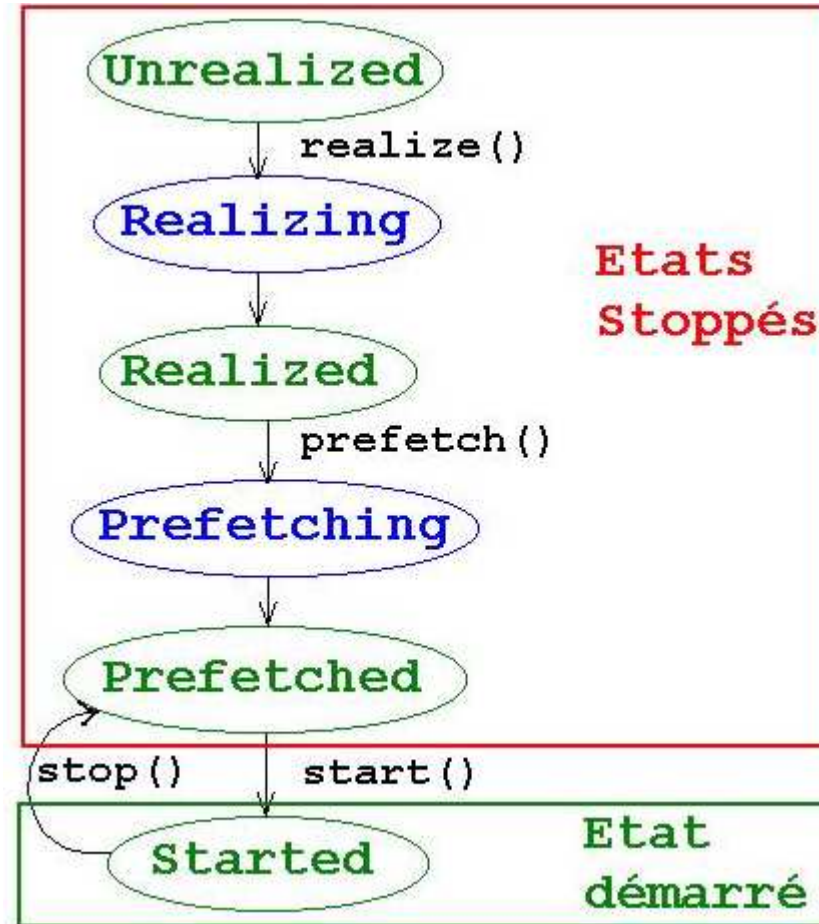 Unrealized
realize()
Realizing
Etats
Stoppés
Realized
prefetch()
Prefetching
Prefetched
stop()
start()
Started
Etat
démarré